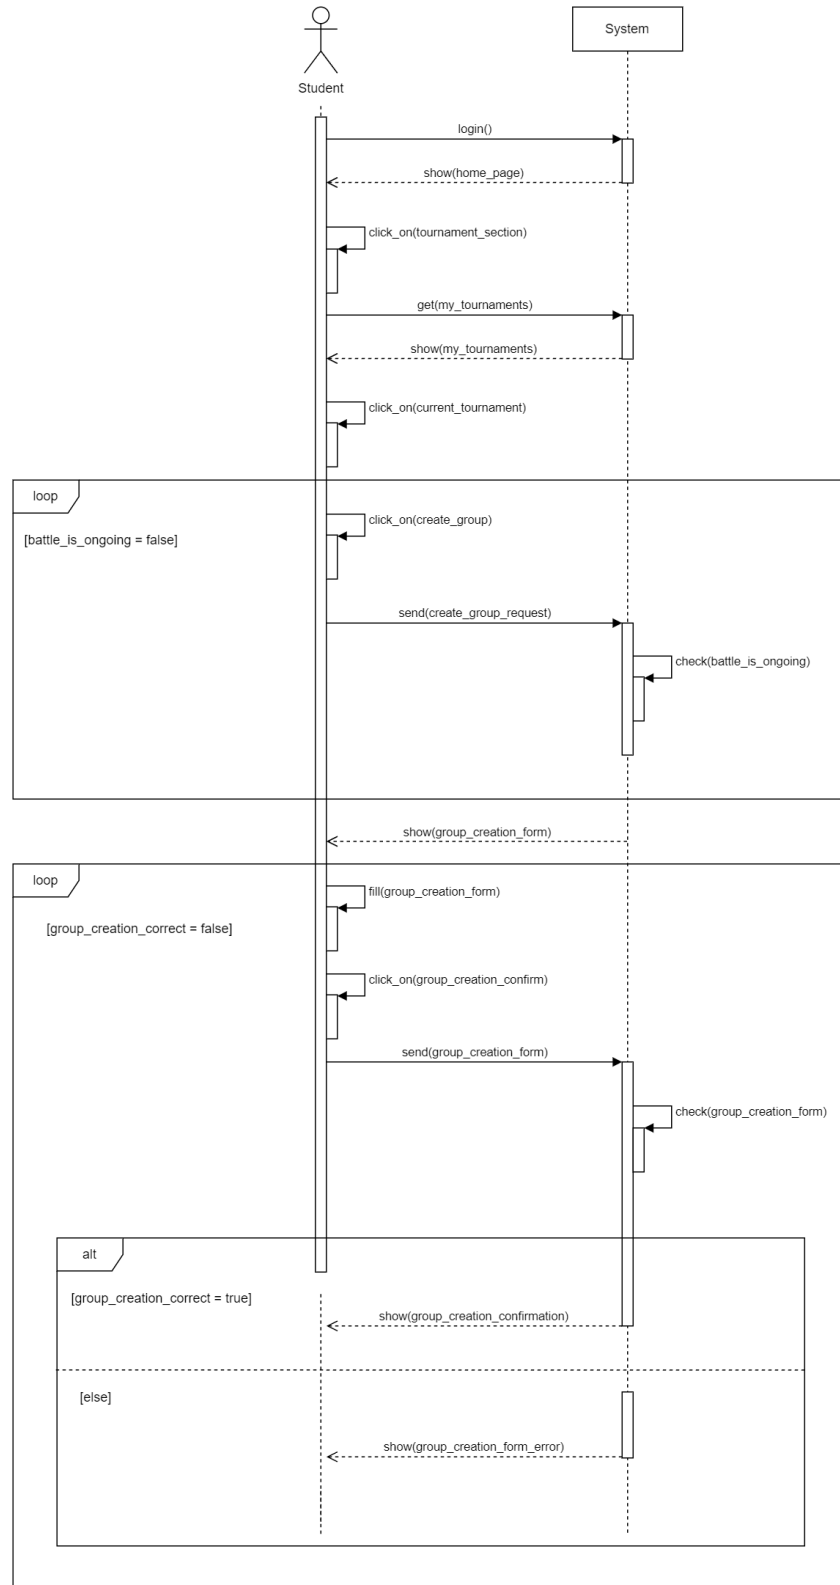 System
Student
login()
show(home_page)
click_on(tournament_section)
get(my_tournaments)
show(my_tournaments)
click_on(current_tournament)
loop
[battle_is_ongoing = false]
click_on(create_group)
send(create_group_request)
check(battle_is_ongoing)
show(group_creation_form)
loop
[group_creation_correct = false]
fill(group_creation_form)
click_on(group_creation_confirm)
send(group_creation_form)
check(group_creation_form)
alt
[group_creation_correct = true]
show(group_creation_confirmation)
[else]
show(group_creation_form_error)